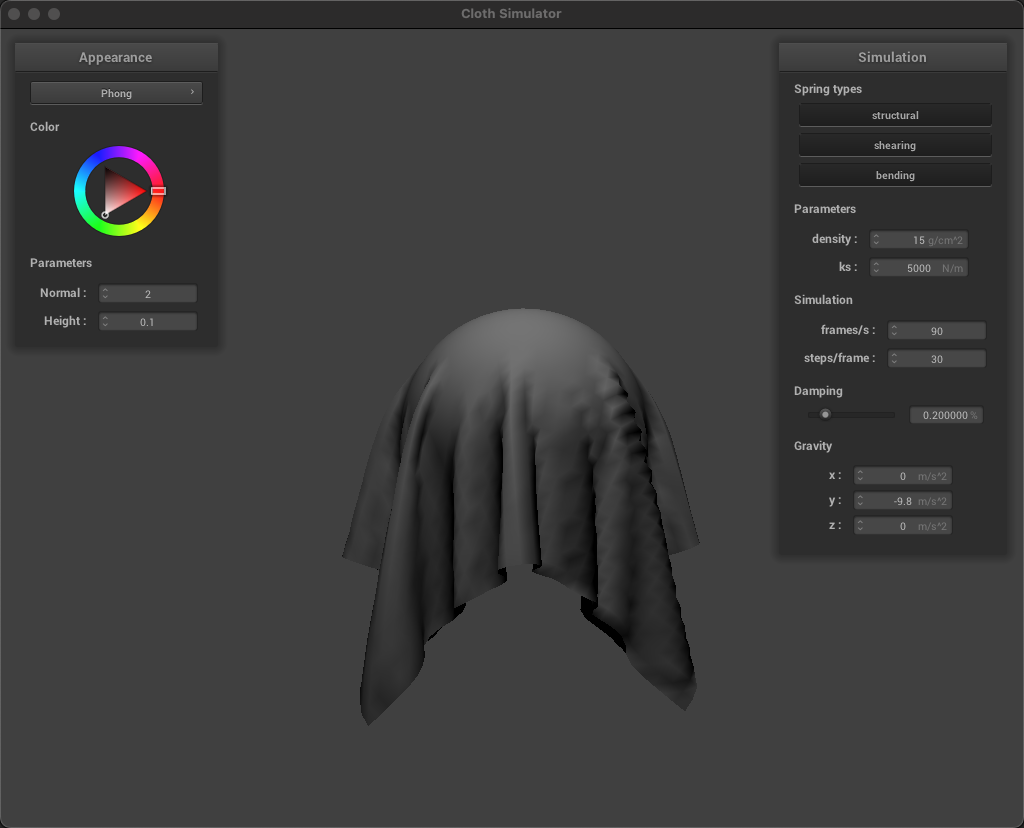 Cloth Simulator
Appearance
Phong
Color
Parameters
Normal : 2
Height : 0.1
Simulation
Spring types
structural
shearing
bending
Parameters
density : 15 g/cm^2
ks : 5000 N/m
Simulation
frames/s : 90
steps/frame : 30
Damping
0.200000 %
Gravity
x : 0 m/s^2
y : -9.8 m/s^2
z : 0 m/s^2